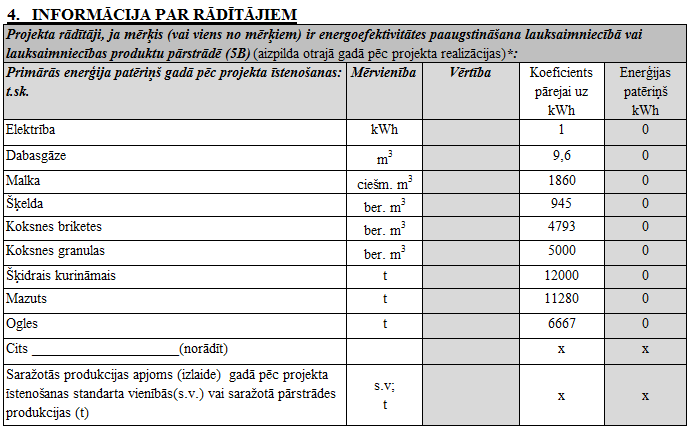 4. INFORMĀCIJA PAR RĀDĪTĀJIEM
Projekta rādītāji, ja mērķis (vai viens no mērķiem) ir energoefektivitātes paaugstināšana lauksaimniecībā vai
lauksaimniecības produktu pārstrādē (5B) (aizpilda otrajā gadā pēc projekta realizācijas)*:
Primārās enerģija patēriņš gadā pēc projekta īstenošanas: Mērvienība Vērtība Koeficients Enerģijas
t.sk. pārejai uz patēriņš
kWh kWh
Elektrība kWh 1 0
Dabasgāze m³ 9,6 0
Malka ciešm. m³ 1860 0
Šķelda ber. m³ 945 0
Koksnes briketes ber. m³ 4793 0
Koksnes granulas ber. m³ 5000 0
Šķidrais kurināmais t 12000 0
Mazuts t 11280 0
Ogles t 6667 0
Cits ______________________(norādīt) x x
Saražotās produkcijas apjoms (izlaide) gadā pēc projekta
īstenošanas standarta vienībās(s.v.) vai saražotā pārstrādes s.v; x x
produkcijas (t) t